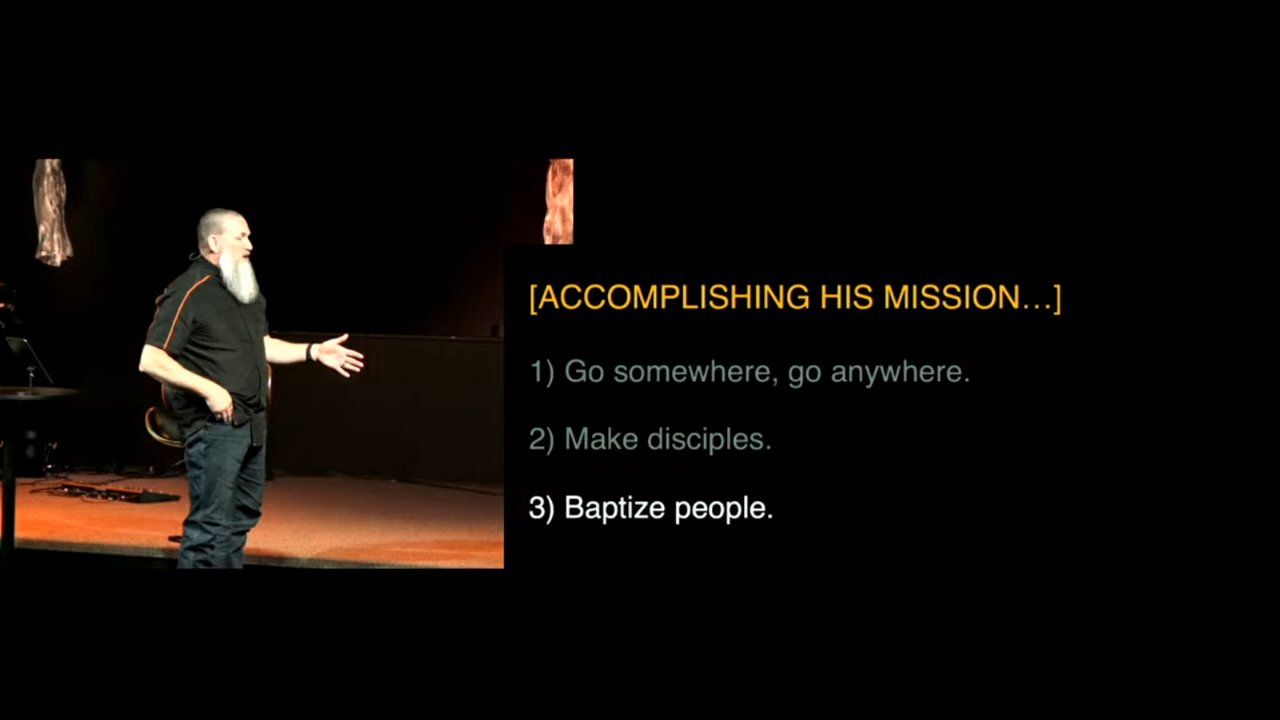 [ACCOMPLISHING HIS MISSION...]
1) Go somewhere, go anywhere.
2) Make disciples.
3) Baptize people.